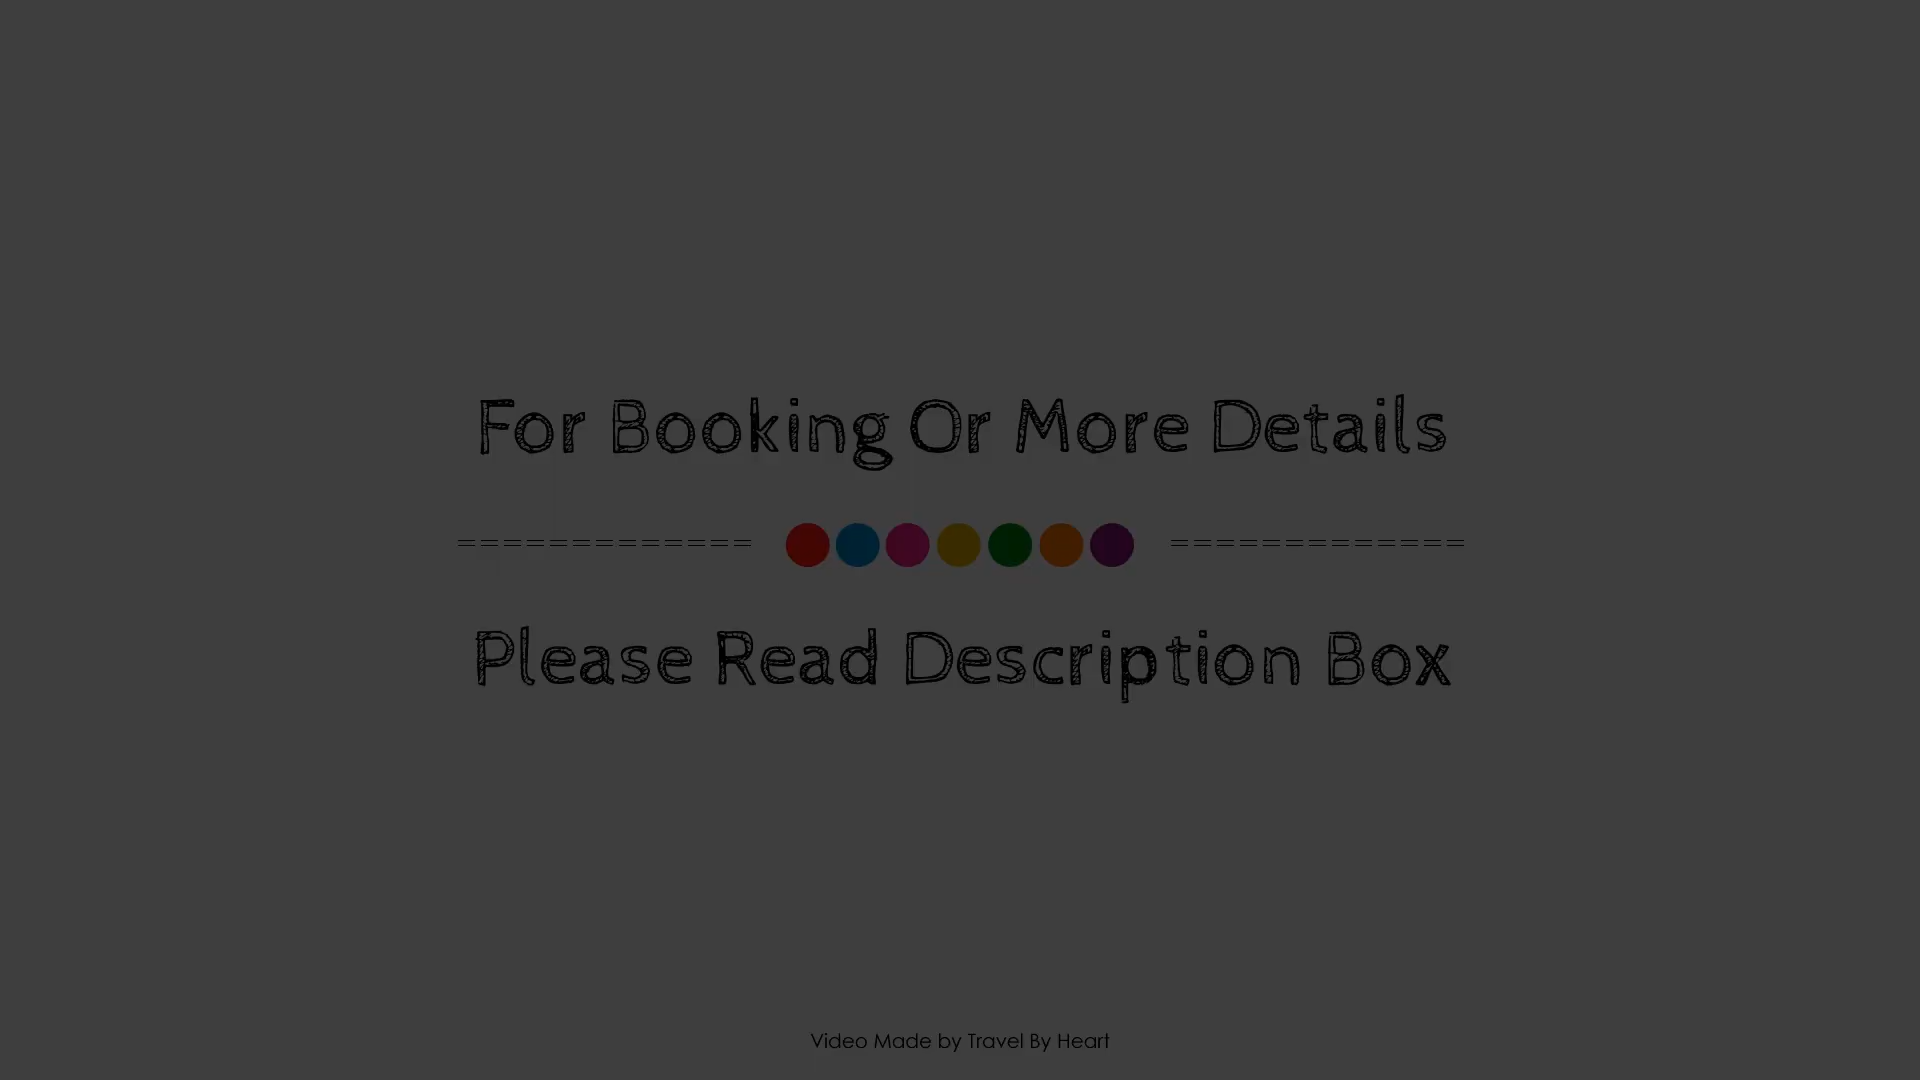 For Booking Or More Details
============= =============
Please Read Description Box
Video Made by Travel By Heart